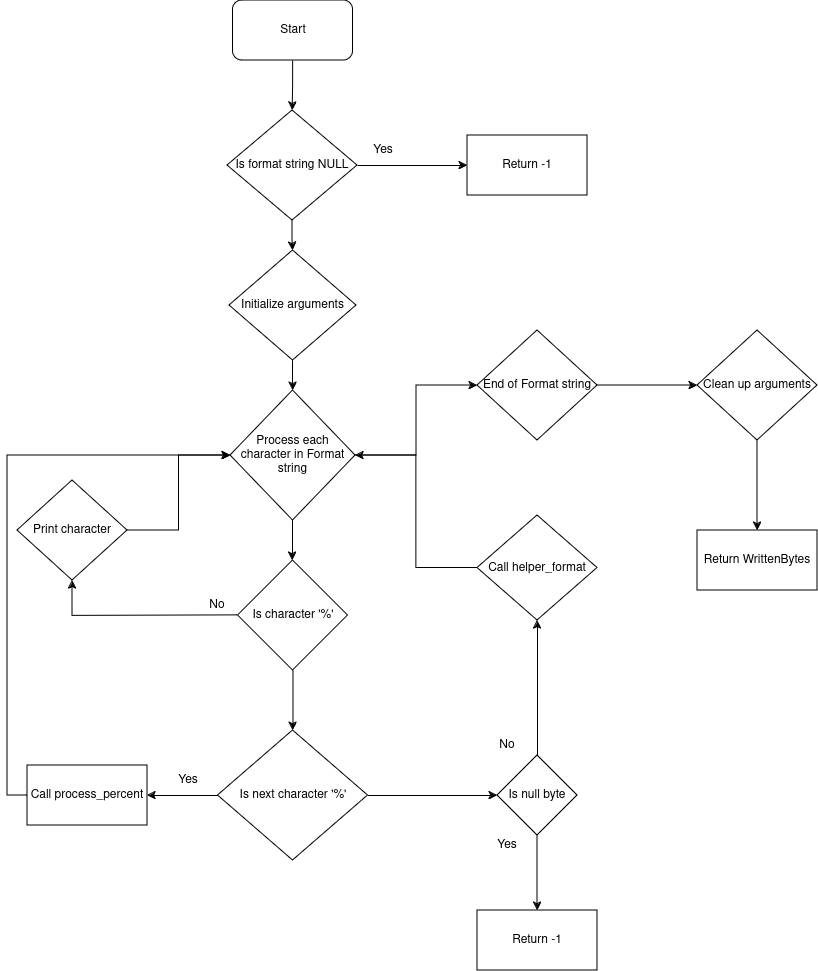 Start
Is format string NULL
Yes
Return -1
Initialize arguments
End of Format string
Clean up arguments
Process each
character in Format
string
Print character
Call helper_format
Return WrittenBytes
No
Is character '%'
No
Yes
Call process_percent
Is next character '%'
Is null byte
Yes
Return -1